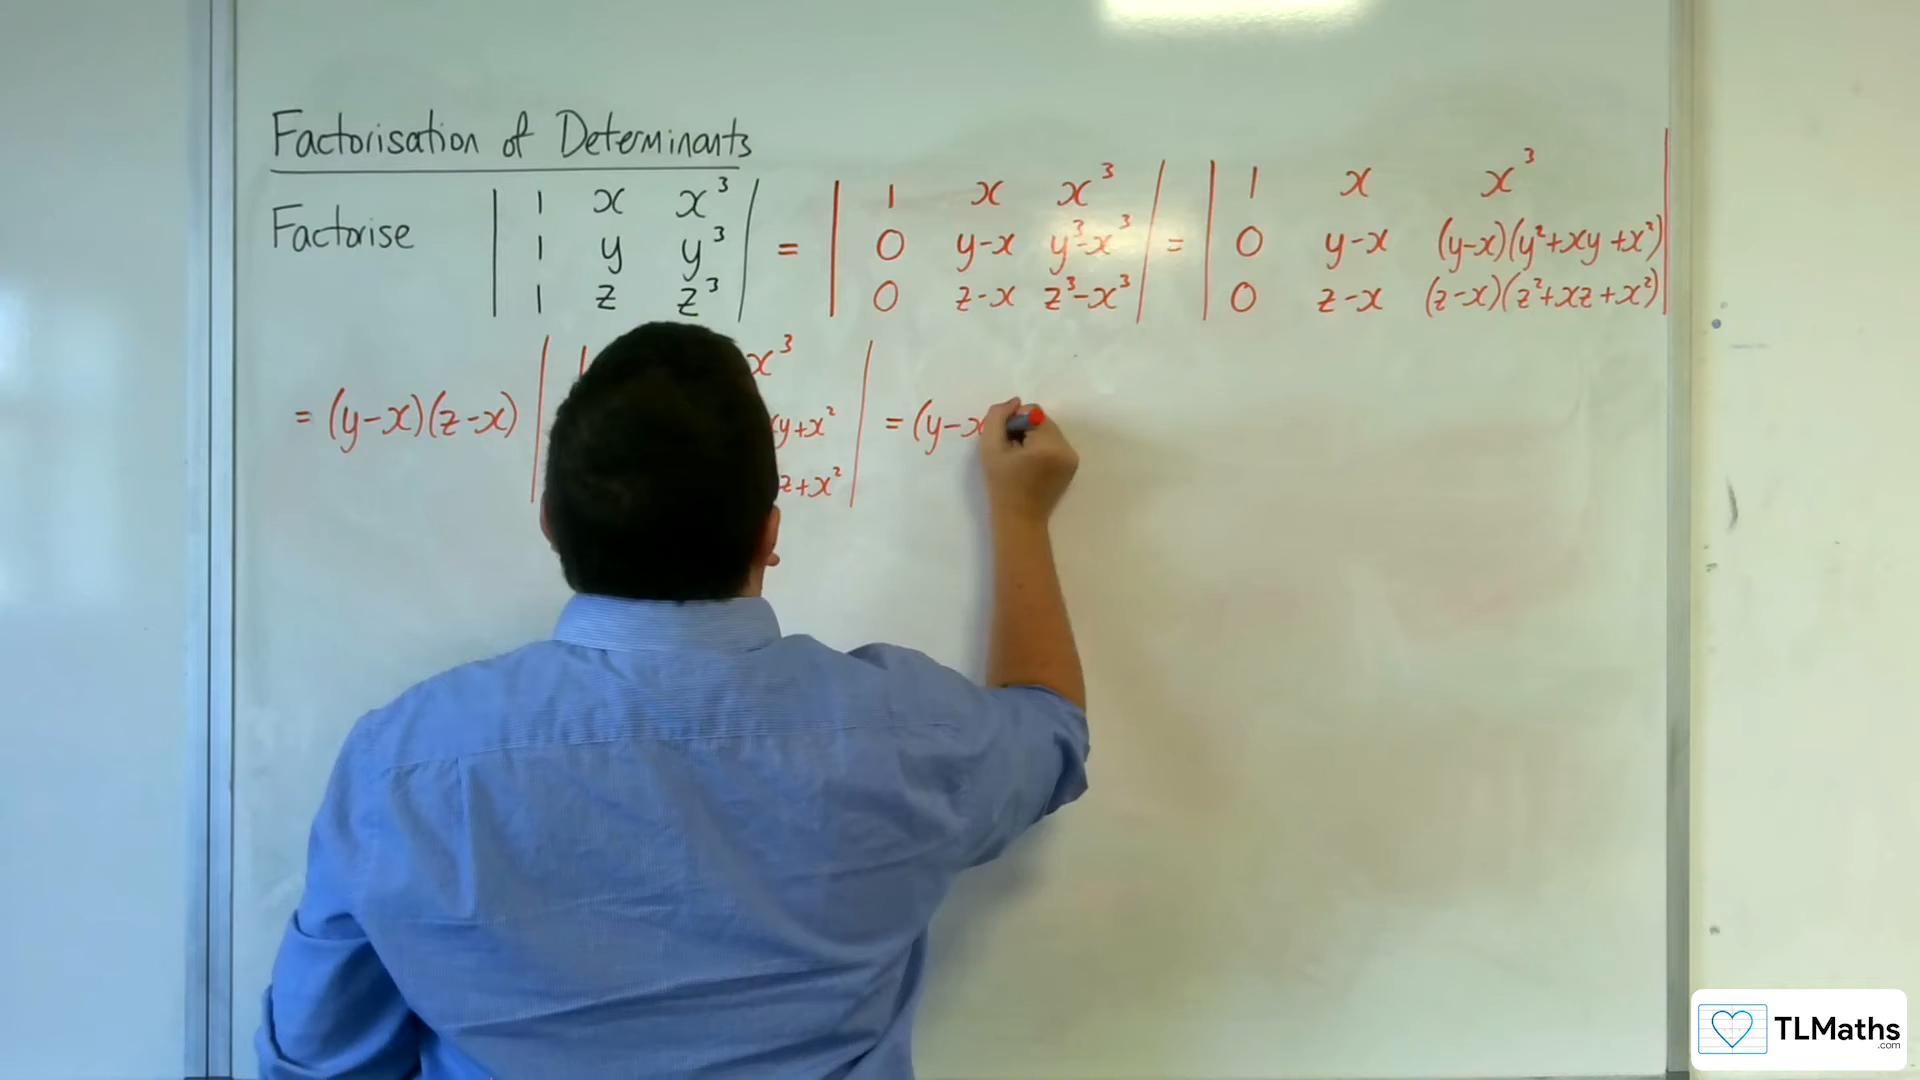 Factorisation of Determinants
Factorise | 1 x x³ | = | 1 x x³ | = | 1 x x³ |
| 1 y y³ | | 0 y-x y³-x³ | | 0 y-x (y-x)(y²+xy+x²) |
| 1 z z³ | | 0 z-x z³-x³ | | 0 z-x (z-x)(z²+xz+x²) |
x³
= (y-x)(z-x) | y+x² | = (y-x
z+x²
TLMaths
.com